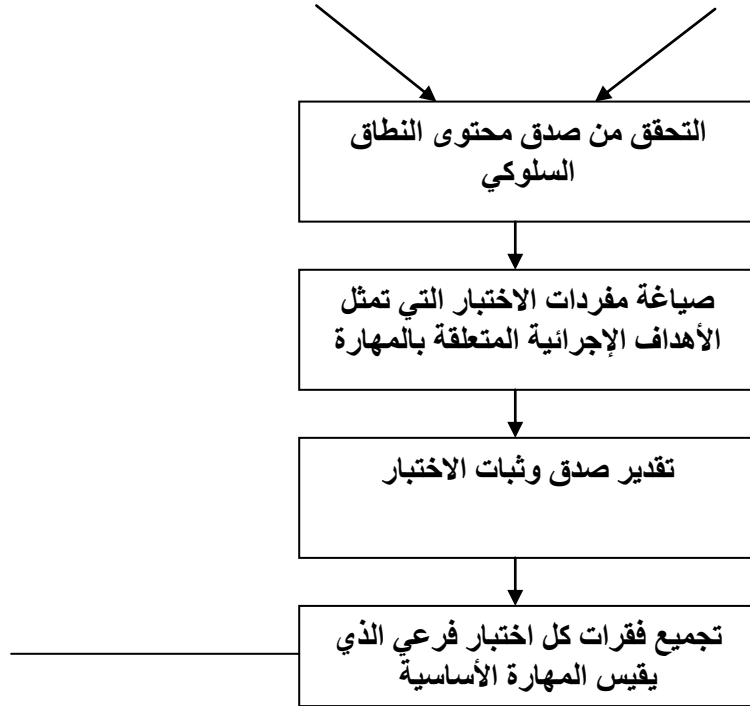 التحقق من صدق محتوى النطاق
السلوكي
صياغة مفردات الاختبار التي تمثل
الأهداف الإجرائية المتعلقة بالمهارة
تقدير صدق وثبات الاختبار
تجميع فقرات كل اختبار فرعي الذي
يقيس المهارة الأساسية